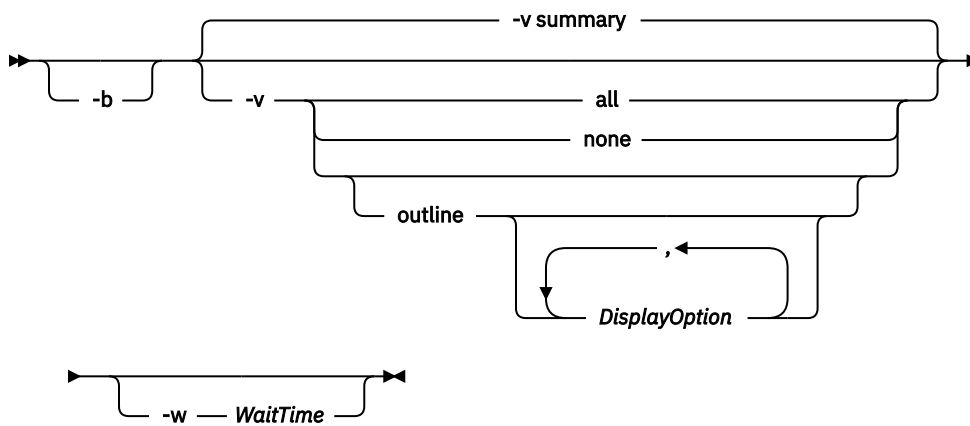 -v summary
-b
-v all
none
outline
,
DisplayOption
-w WaitTime